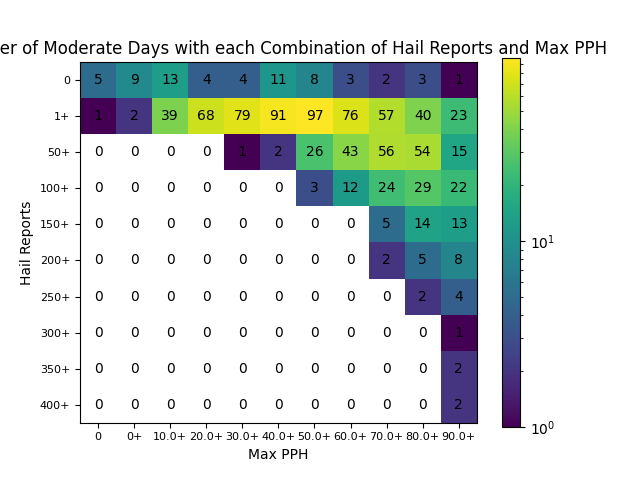 er of Moderate Days with each Combination of Hail Reports and Max PPH
0 5 9 13 4 4 11 8 3 2 3 1
1+ 1 2 39 68 79 91 97 76 57 40 23
50+ 0 0 0 0 1 2 26 43 56 54 15
100+ 0 0 0 0 0 0 3 12 24 29 22
150+ 0 0 0 0 0 0 0 0 5 14 13
200+ 0 0 0 0 0 0 0 0 2 5 8
250+ 0 0 0 0 0 0 0 0 0 2 4
300+ 0 0 0 0 0 0 0 0 0 0 1
350+ 0 0 0 0 0 0 0 0 0 0 2
400+ 0 0 0 0 0 0 0 0 0 0 2
0 0+ 10.0+ 20.0+ 30.0+ 40.0+ 50.0+ 60.0+ 70.0+ 80.0+ 90.0+
Max PPH
Hail Reports
10¹
10⁰